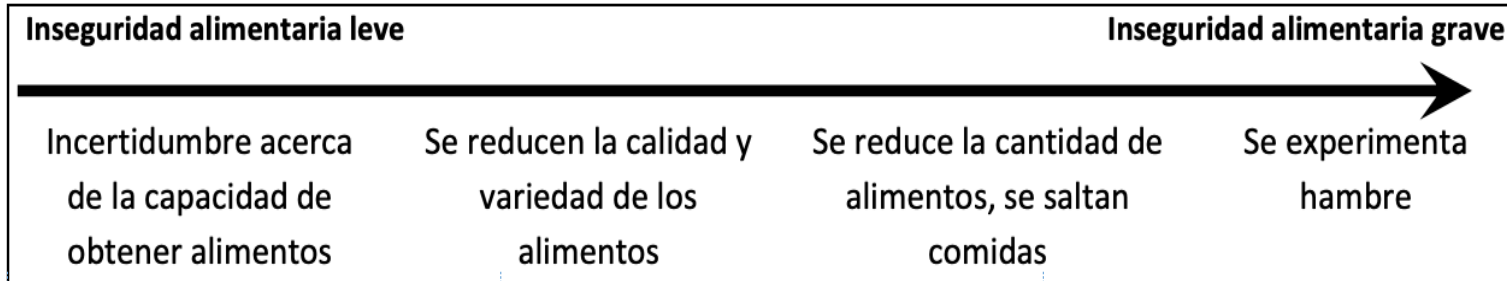 Inseguridad alimentaria leve
Inseguridad alimentaria grave
Incertidumbre acerca
de la capacidad de
obtener alimentos
Se reducen la calidad y
variedad de los
alimentos
Se reduce la cantidad de
alimentos, se saltan
comidas
Se experimenta
hambre